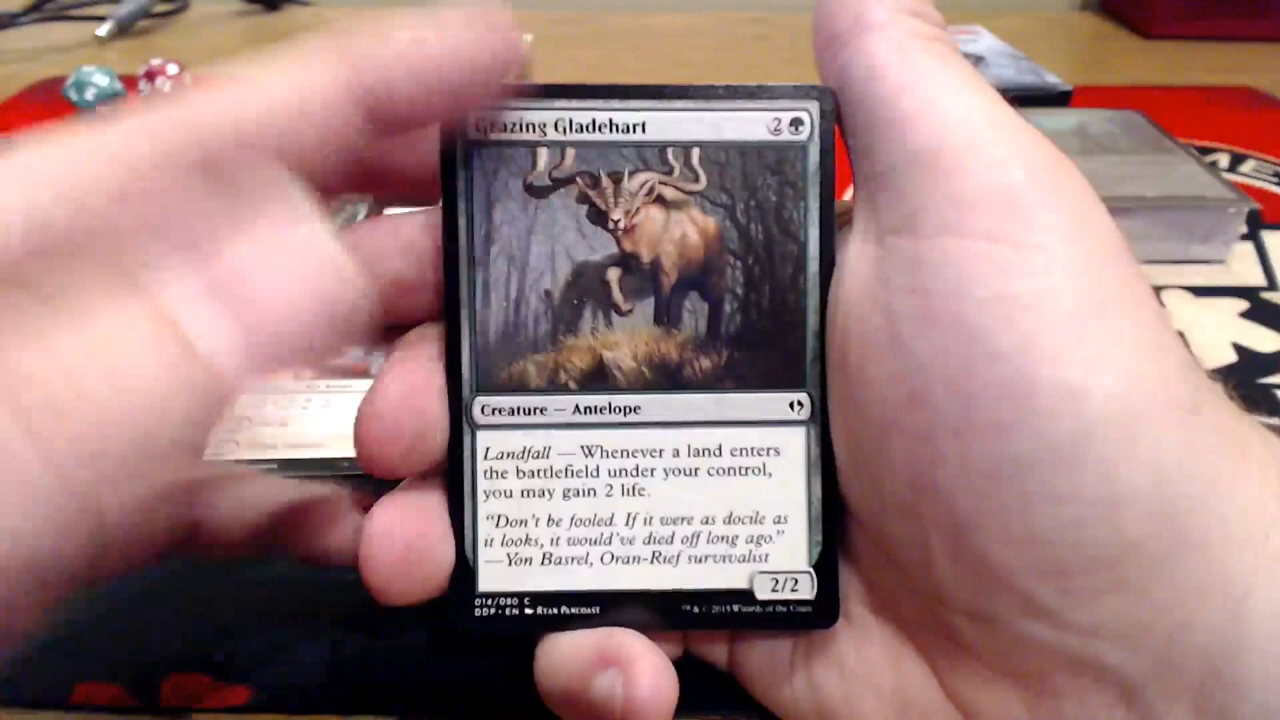 Grazing Gladehart 2
Creature — Antelope
Landfall — Whenever a land enters
the battlefield under your control,
you may gain 2 life.
"Don't be fooled. If it were as docile as
it looks, it would've died off long ago."
—Yon Basrel, Oran-Rief survivalist
2/2
014/080 C
DDP • EN Ryan Pancoast
™ & © 2015 Wizards of the Coast